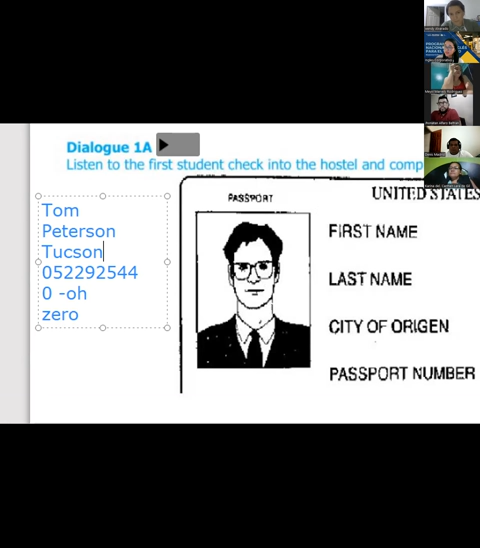 Dialogue 1A
Listen to the first student check into the hostel and comp
PASSPORT
UNITED STATES
Tom
Peterson
Tucson
052292544
0 -oh
zero
FIRST NAME
LAST NAME
CITY OF ORIGEN
PASSPORT NUMBER